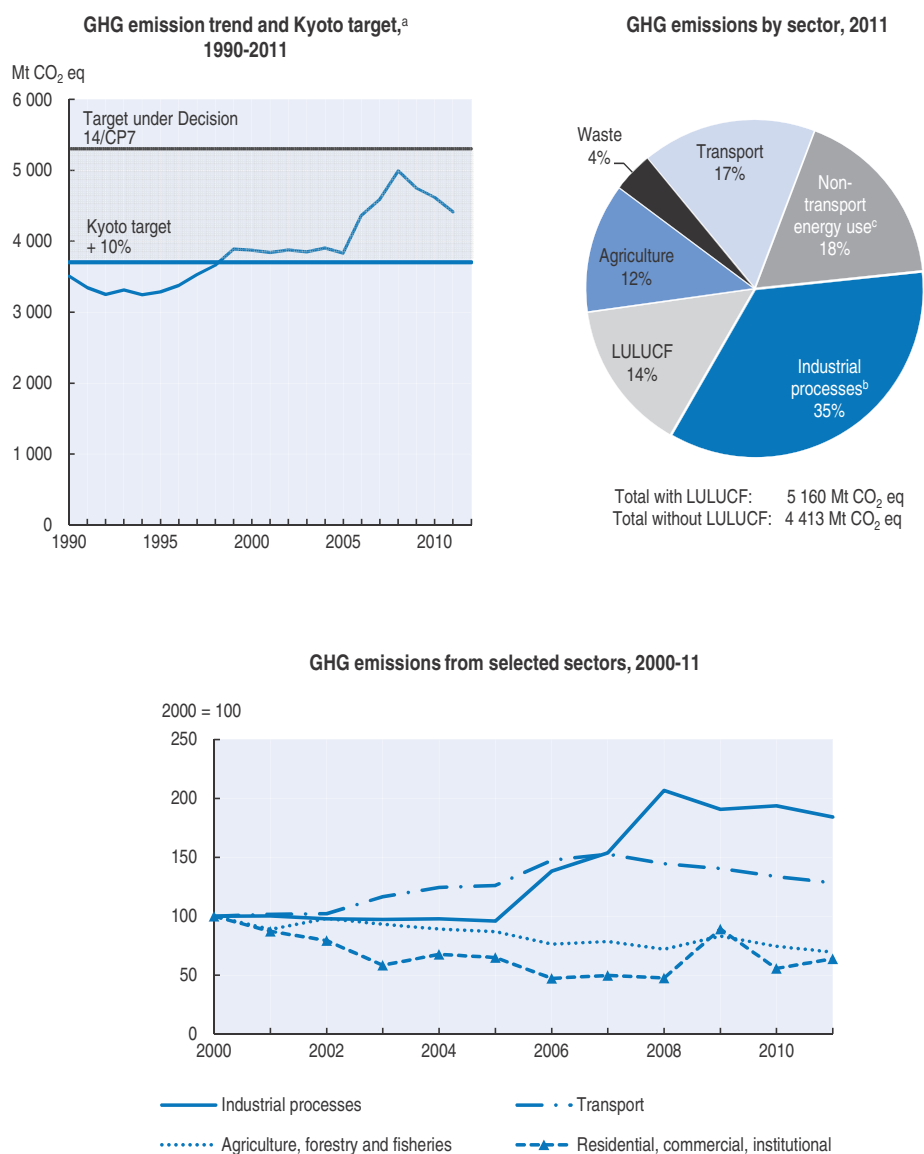 GHG emission trend and Kyoto target,ᵃ
1990-2011
Mt CO₂ eq
6 000
5 000
4 000
3 000
2 000
1 000
0
Target under Decision
14/CP7
Kyoto target
+ 10%
1990
1995
2000
2005
2010
GHG emissions by sector, 2011
Waste
4%
Transport
17%
Non-
transport
energy useᶜ
18%
Agriculture
12%
LULUCF
14%
Industrial
processesᵇ
35%
Total with LULUCF: 5 160 Mt CO₂ eq
Total without LULUCF: 4 413 Mt CO₂ eq
GHG emissions from selected sectors, 2000-11
2000 = 100
250
200
150
100
50
0
2000
2002
2004
2006
2008
2010
Industrial processes
Transport
Agriculture, forestry and fisheries
Residential, commercial, institutional